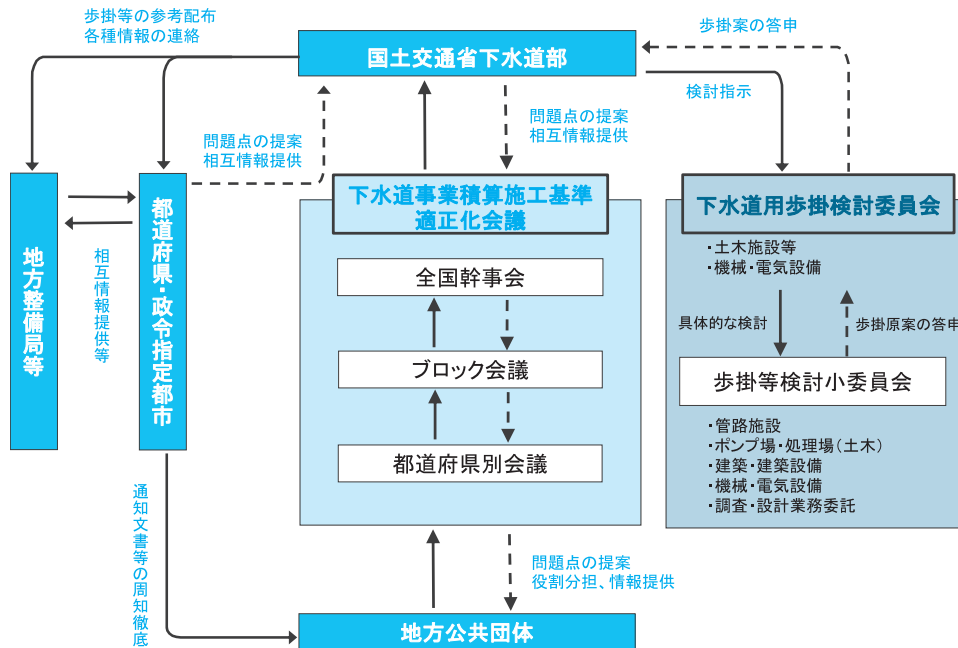 歩掛等の参考配布
各種情報の連絡
国土交通省下水道部
歩掛案の答申
検討指示
問題点の提案
相互情報提供
問題点の提案
相互情報提供
地方整備局等
都道府県・政令指定都市
相互情報提供等
下水道事業積算施工基準
適正化会議
全国幹事会
ブロック会議
都道府県別会議
下水道用歩掛検討委員会
・土木施設等
・機械・電気設備
具体的な検討
歩掛原案の答申
歩掛等検討小委員会
・管路施設
・ポンプ場・処理場(土木)
・建築・建築設備
・機械・電気設備
・調査・設計業務委託
通知文書等の周知徹底
問題点の提案
役割分担、情報提供
地方公共団体